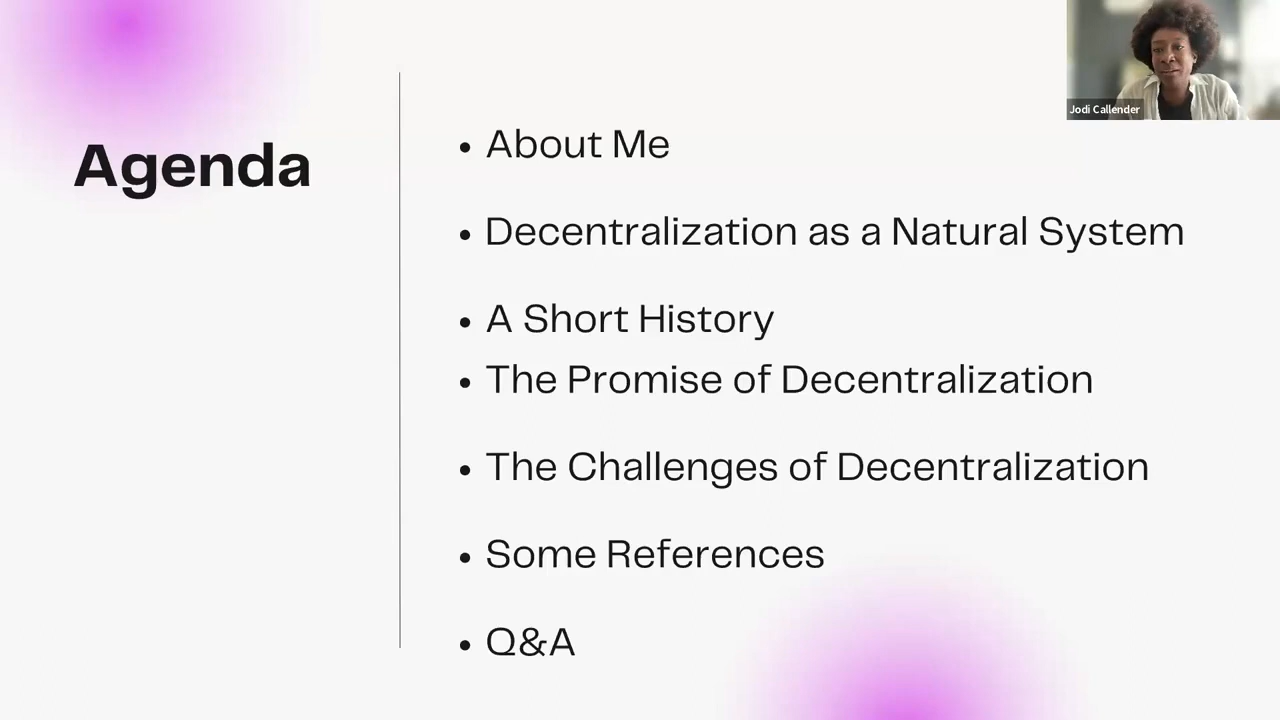 Agenda
• About Me
• Decentralization as a Natural System
• A Short History
• The Promise of Decentralization
• The Challenges of Decentralization
• Some References
• Q&A
Jodi Callender